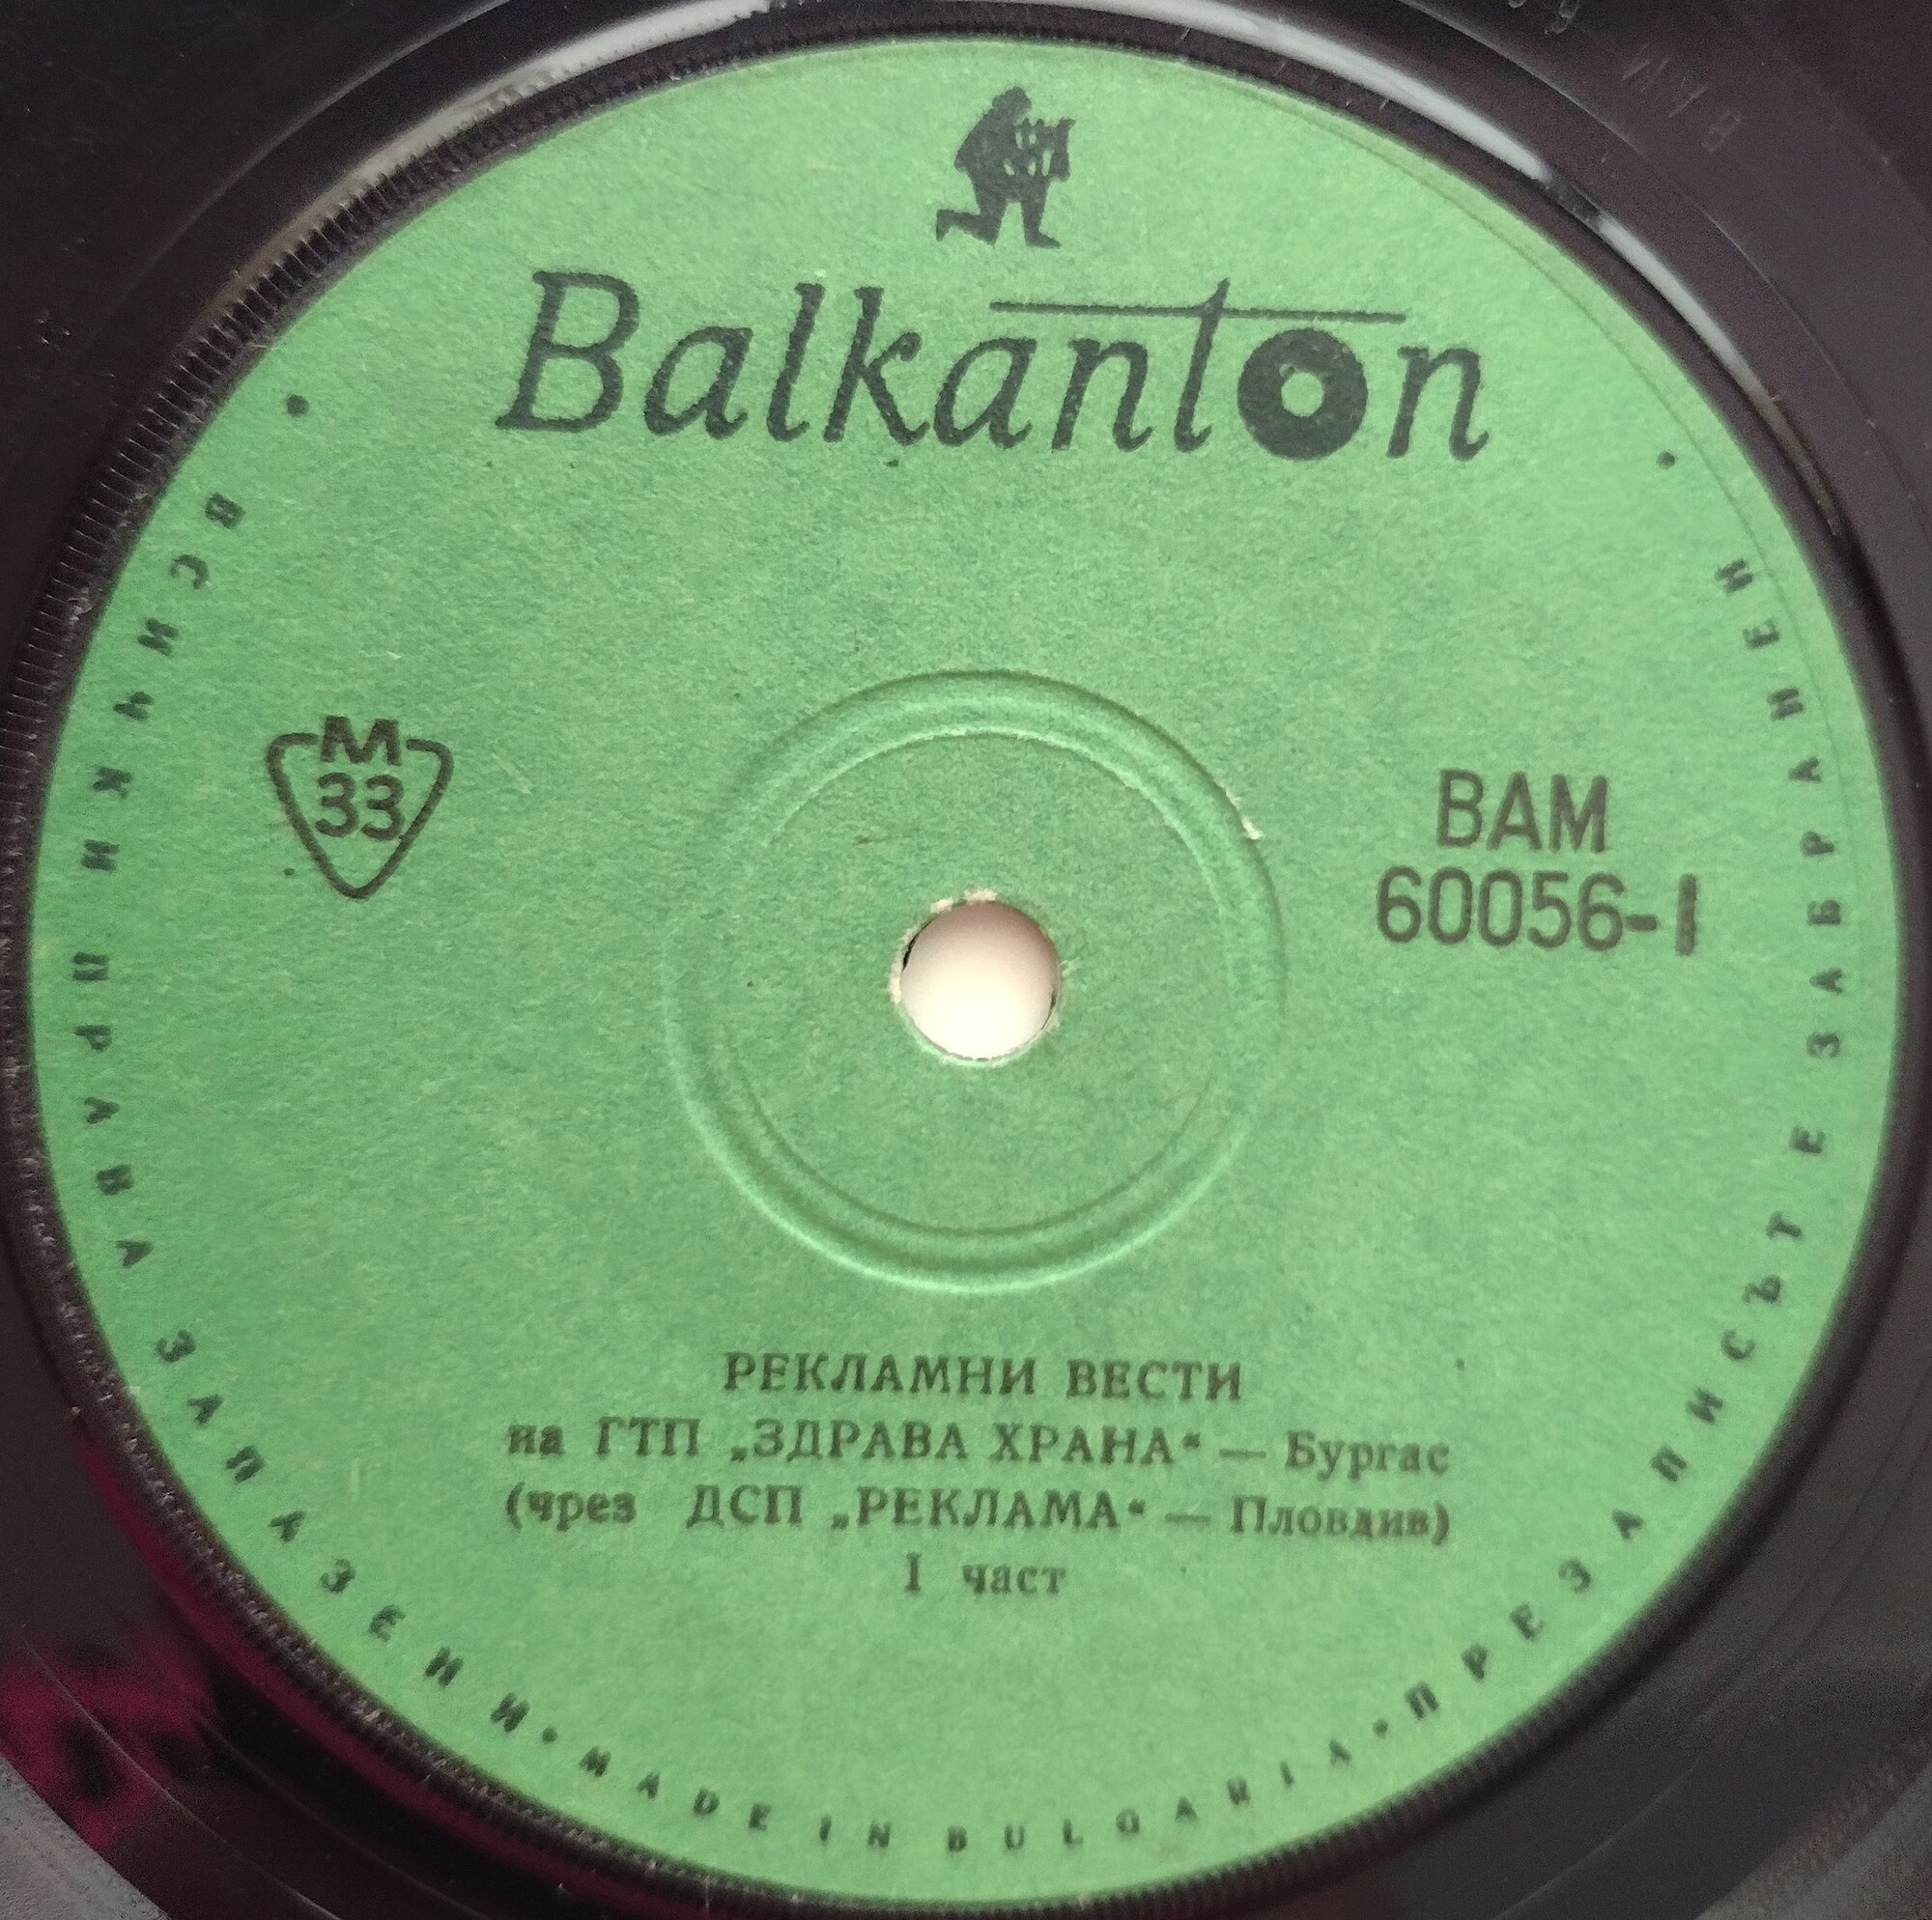 Balkanton
М
33
ВАМ
60056-I
РЕКЛАМНИ ВЕСТИ
на ГТП „ЗДРАВА ХРАНА“ — Бургас
(чрез ДСП „РЕКЛАМА“ — Пловдив)
I част
• ВСИЧКИ ПРАВА ЗАПАЗЕНИ • MADE IN BULGARIA • ПРЕЗАПИСЪТ Е ЗАБРАНЕН •